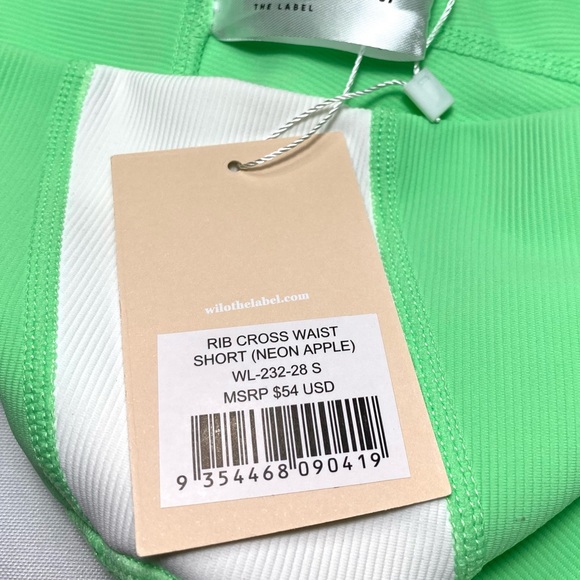 THE LABEL
wilothelabel.com
RIB CROSS WAIST
SHORT (NEON APPLE)
WL-232-28 S
MSRP $54 USD
9 354468 090419